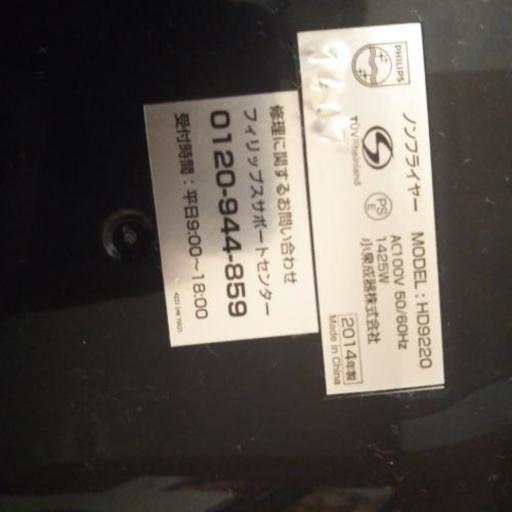 PHILIPS
ノンフライヤー MODEL : HD9220
AC100V 50/60Hz
1425W
小泉成器株式会社
TÜVRheinland
PS
E
2014年製
Made in China
修理に関するお問い合わせ
フィリップスサポートセンター
0120-944-859
受付時間：平日9:00〜18:00